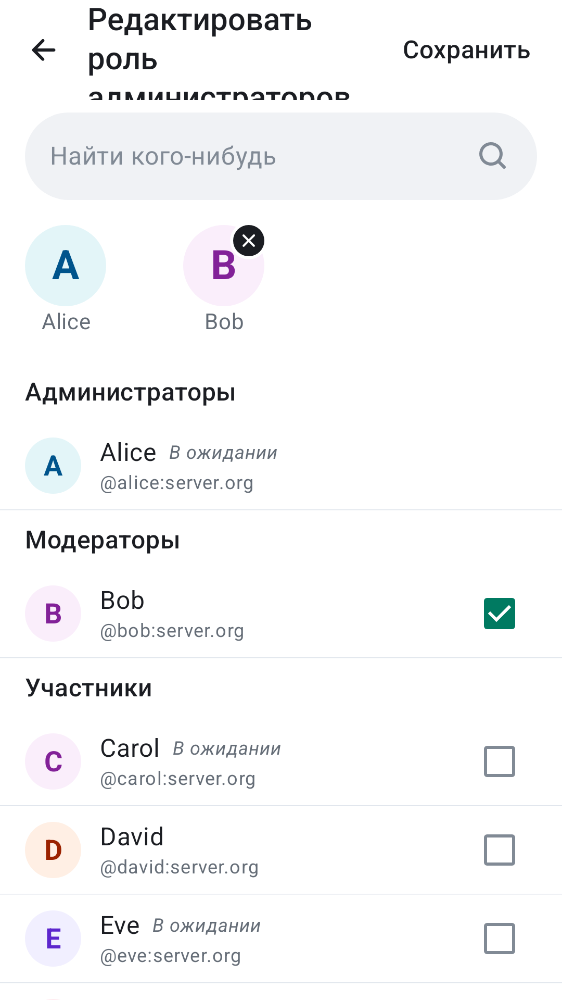 Редактировать
роль
администраторов
Сохранить
Найти кого-нибудь
A
B
Alice
Bob
Администраторы
A
Alice В ожидании
@alice:server.org
Модераторы
B
Bob
@bob:server.org
Участники
C
Carol В ожидании
@carol:server.org
D
David
@david:server.org
E
Eve В ожидании
@eve:server.org